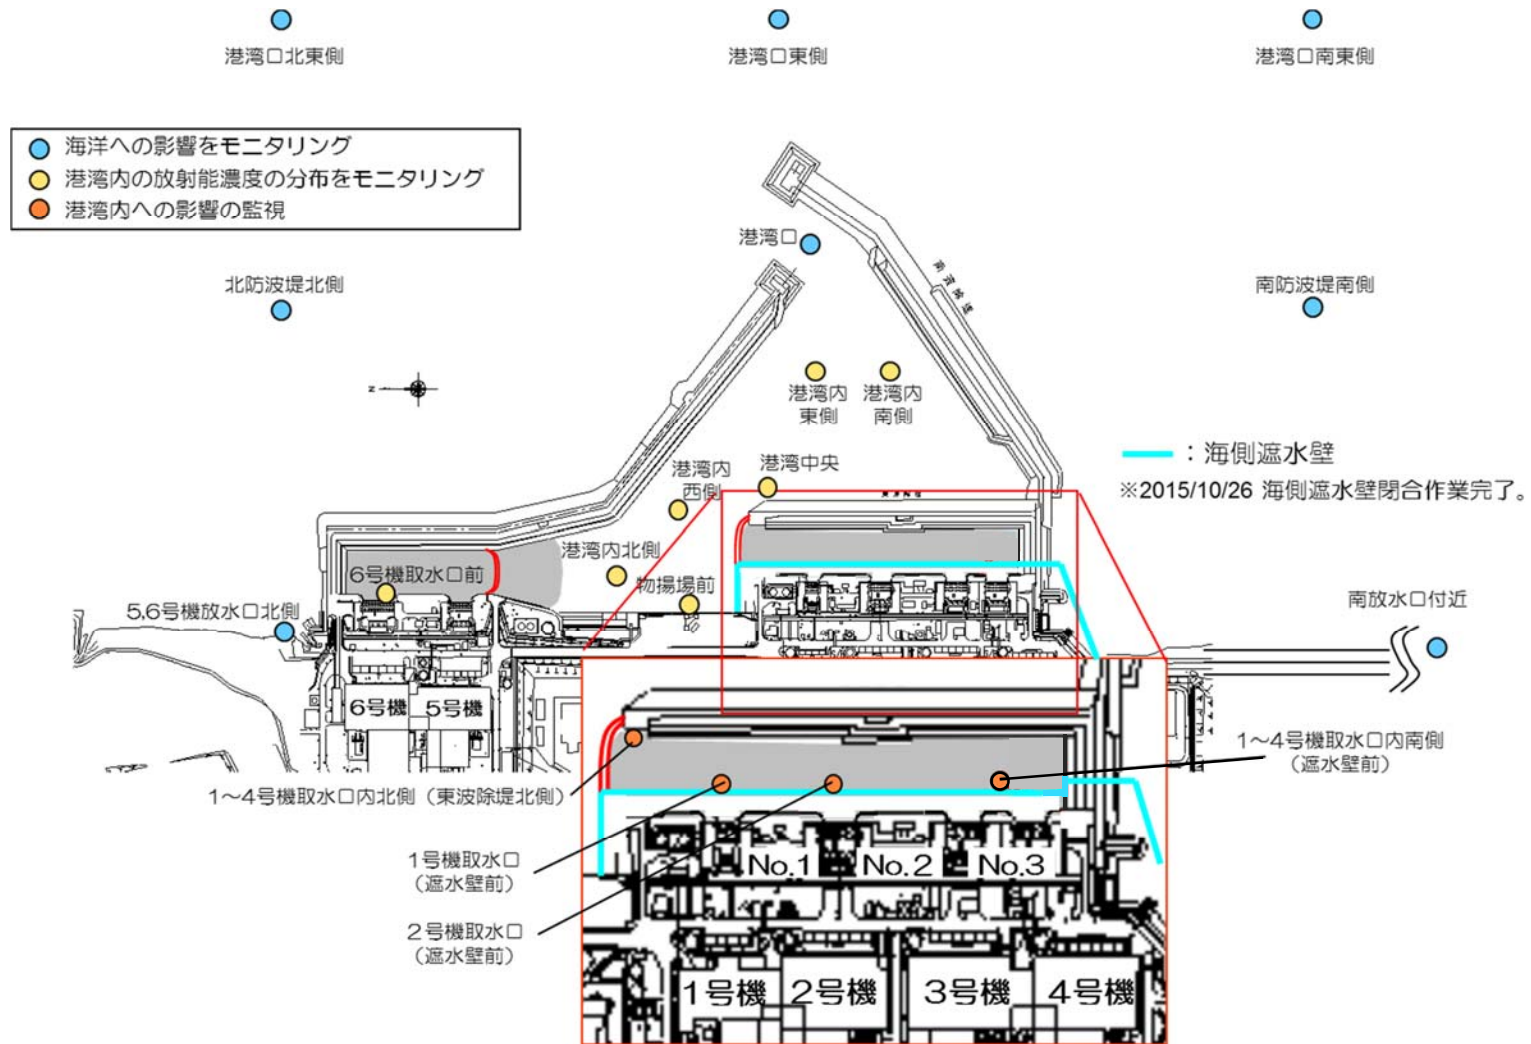 港湾口北東側
港湾口東側
港湾口南東側
海洋への影響をモニタリング
港湾内の放射能濃度の分布をモニタリング
港湾内への影響の監視
港湾口
北防波堤北側
南防波堤南側
N
港湾内
東側
港湾内
南側
：海側遮水壁
※2015/10/26 海側遮水壁閉合作業完了。
港湾中央
港湾内
西側
港湾内北側
6号機取水口前
物揚場前
5,6号機放水口北側
南放水口付近
6号機
5号機
1～4号機取水口内南側
（遮水壁前）
1～4号機取水口内北側（東波除堤北側）
1号機取水口
（遮水壁前）
No.1
No.2
No.3
2号機取水口
（遮水壁前）
1号機
2号機
3号機
4号機